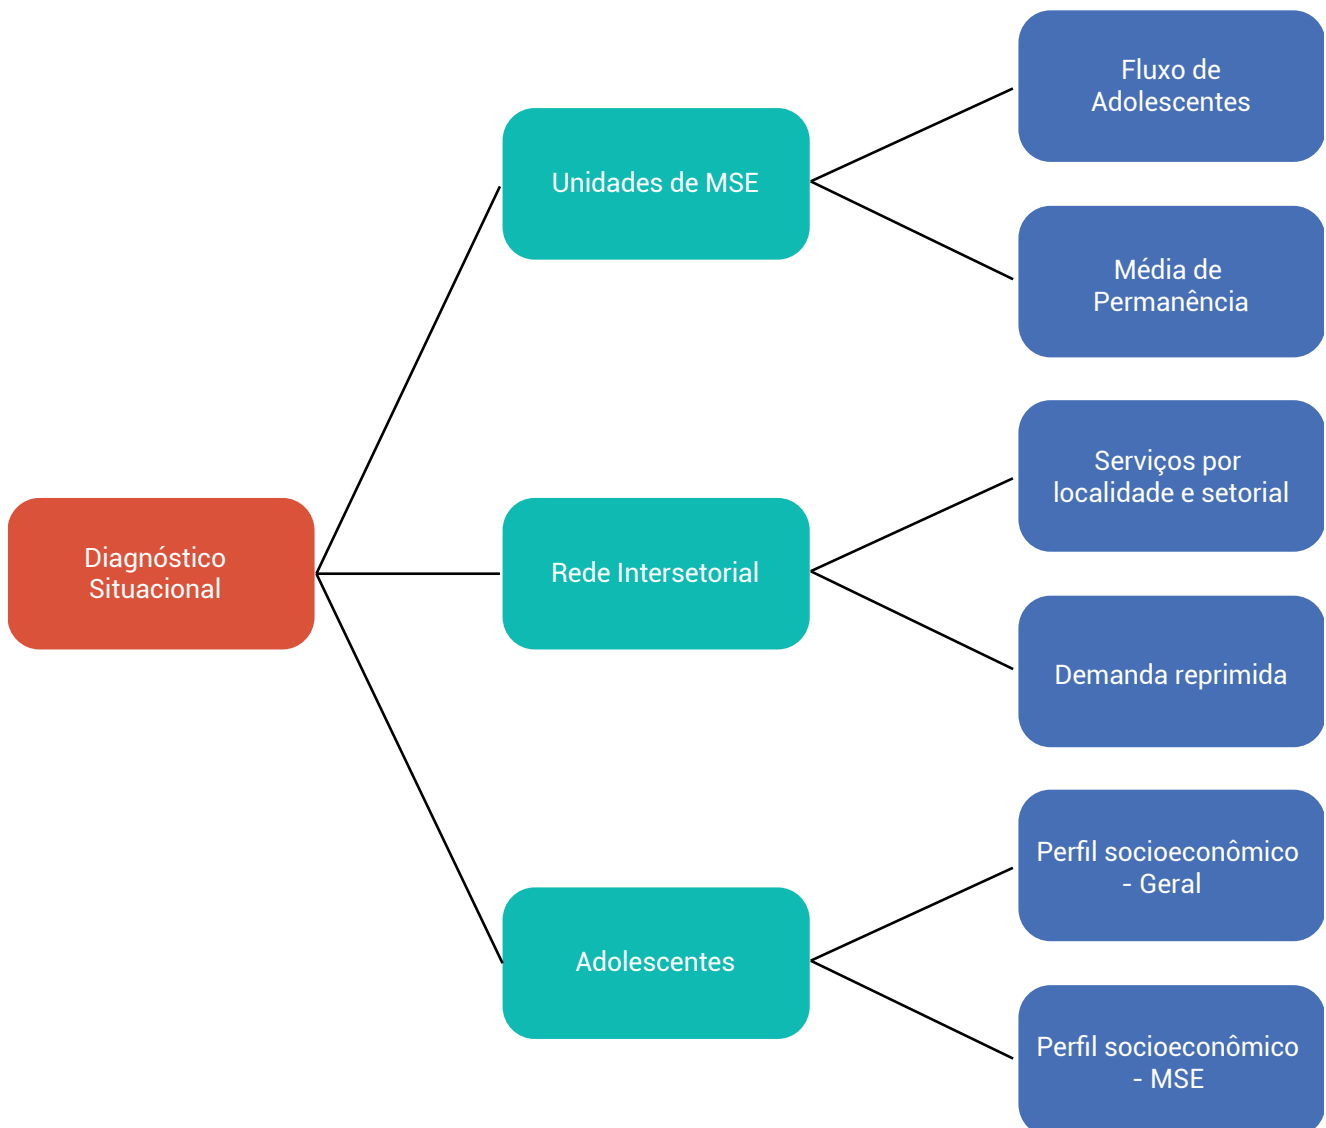 Diagnóstico
Situacional
Unidades de MSE
Fluxo de
Adolescentes
Média de
Permanência
Rede Intersetorial
Serviços por
localidade e setorial
Demanda reprimida
Adolescentes
Perfil socioeconômico
- Geral
Perfil socioeconômico
- MSE